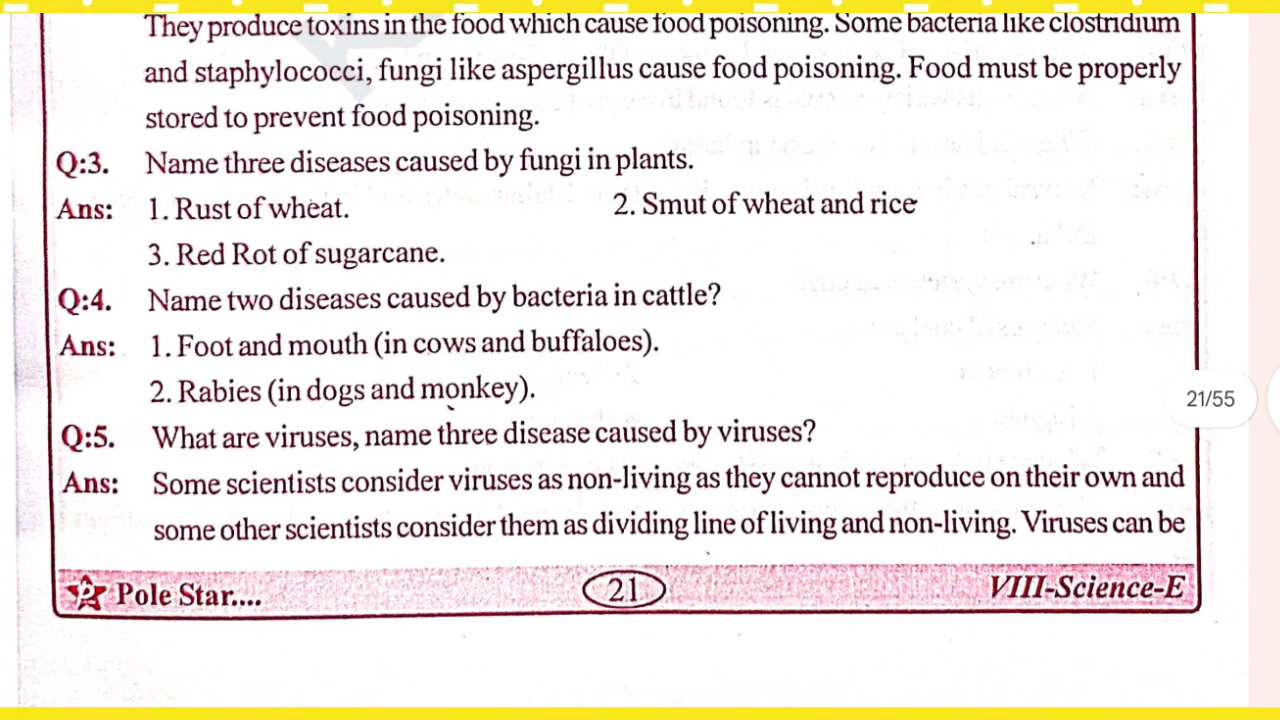 They produce toxins in the food which cause food poisoning. Some bacteria like clostridium
and staphylococci, fungi like aspergillus cause food poisoning. Food must be properly
stored to prevent food poisoning.
Q:3. Name three diseases caused by fungi in plants.
Ans: 1. Rust of wheat. 2. Smut of wheat and rice
3. Red Rot of sugarcane.
Q:4. Name two diseases caused by bacteria in cattle?
Ans: 1. Foot and mouth (in cows and buffaloes).
2. Rabies (in dogs and monkey).
21/55
Q:5. What are viruses, name three disease caused by viruses?
Ans: Some scientists consider viruses as non-living as they cannot reproduce on their own and
some other scientists consider them as dividing line of living and non-living. Viruses can be
Pole Star.... 21 VIII-Science-E